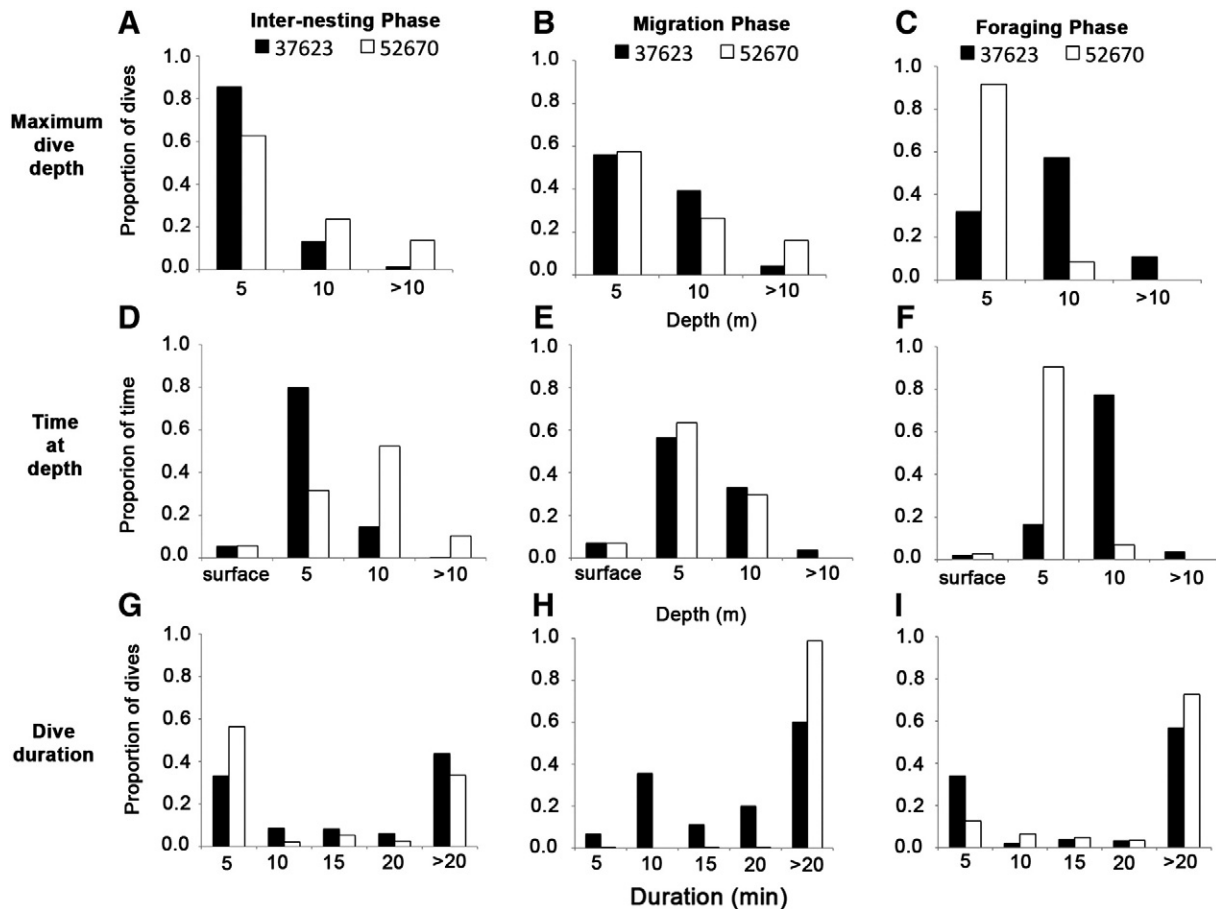 A Inter-nesting Phase
37623 52670
B Migration Phase
37623 52670
C Foraging Phase
37623 52670
Maximum
dive
depth
Proportion of dives
1.0
0.8
0.6
0.4
0.2
0.0
5 10 >10
1.0
0.8
0.6
0.4
0.2
0.0
5 10 >10
Depth (m)
1.0
0.8
0.6
0.4
0.2
0.0
5 10 >10
D
E
F
Time
at
depth
Proporion of time
1.0
0.8
0.6
0.4
0.2
0.0
surface 5 10 >10
1.0
0.8
0.6
0.4
0.2
0.0
surface 5 10 >10
Depth (m)
1.0
0.8
0.6
0.4
0.2
0.0
surface 5 10 >10
G
H
I
Dive
duration
Proportion of dives
1.0
0.8
0.6
0.4
0.2
0.0
5 10 15 20 >20
1.0
0.8
0.6
0.4
0.2
0.0
5 10 15 20 >20
Duration (min)
1.0
0.8
0.6
0.4
0.2
0.0
5 10 15 20 >20